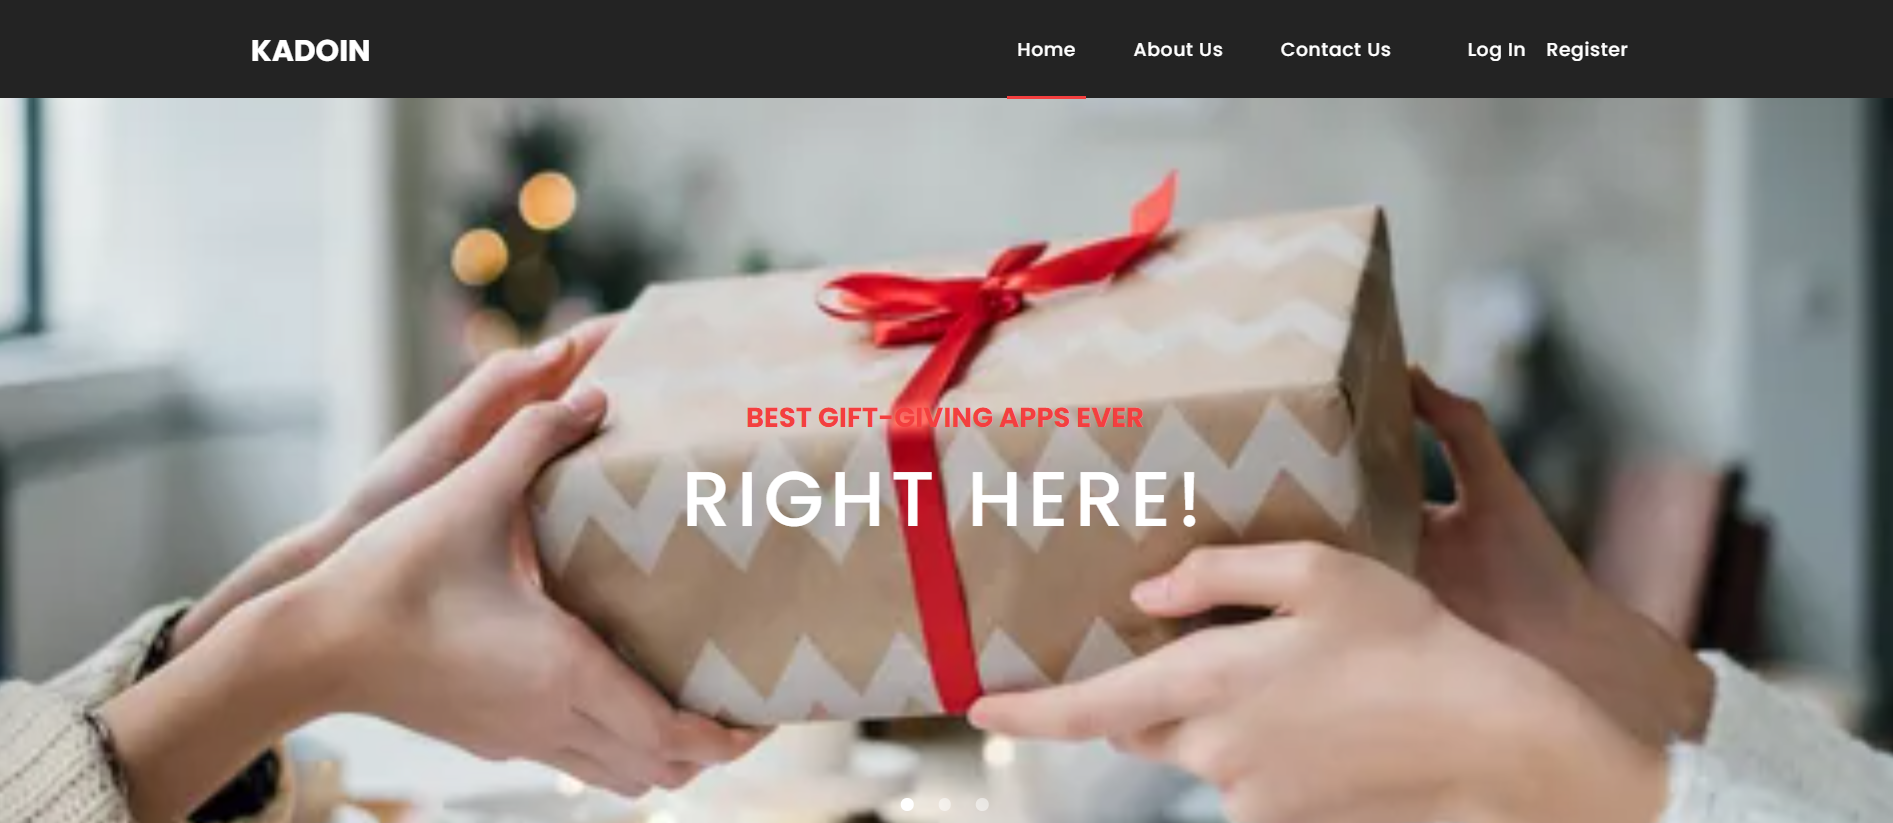 KADOIN
Home About Us Contact Us Log In Register
BEST GIFT-GIVING APPS EVER
RIGHT HERE!